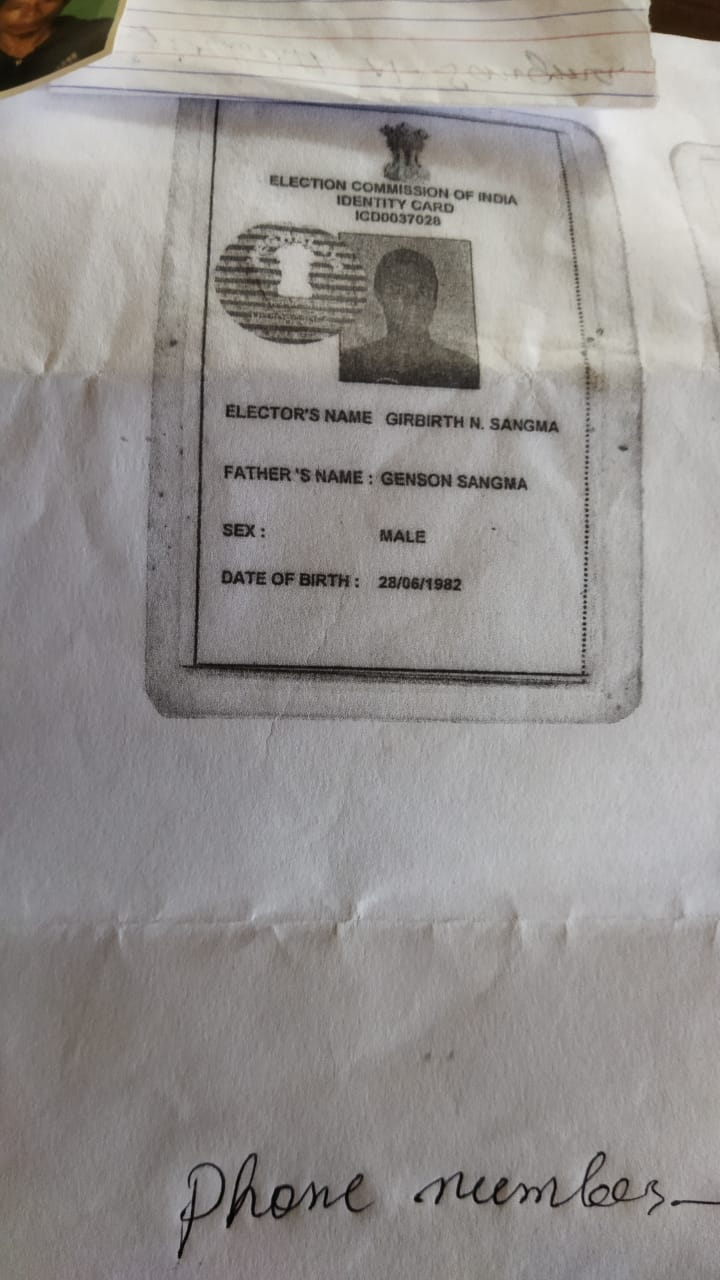 ELECTION COMMISSION OF INDIA
IDENTITY CARD
ICD0037028
ELECTOR'S NAME GIRBIRTH N. SANGMA
FATHER 'S NAME : GENSON SANGMA
SEX : MALE
DATE OF BIRTH : 28/06/1982
Phone number -